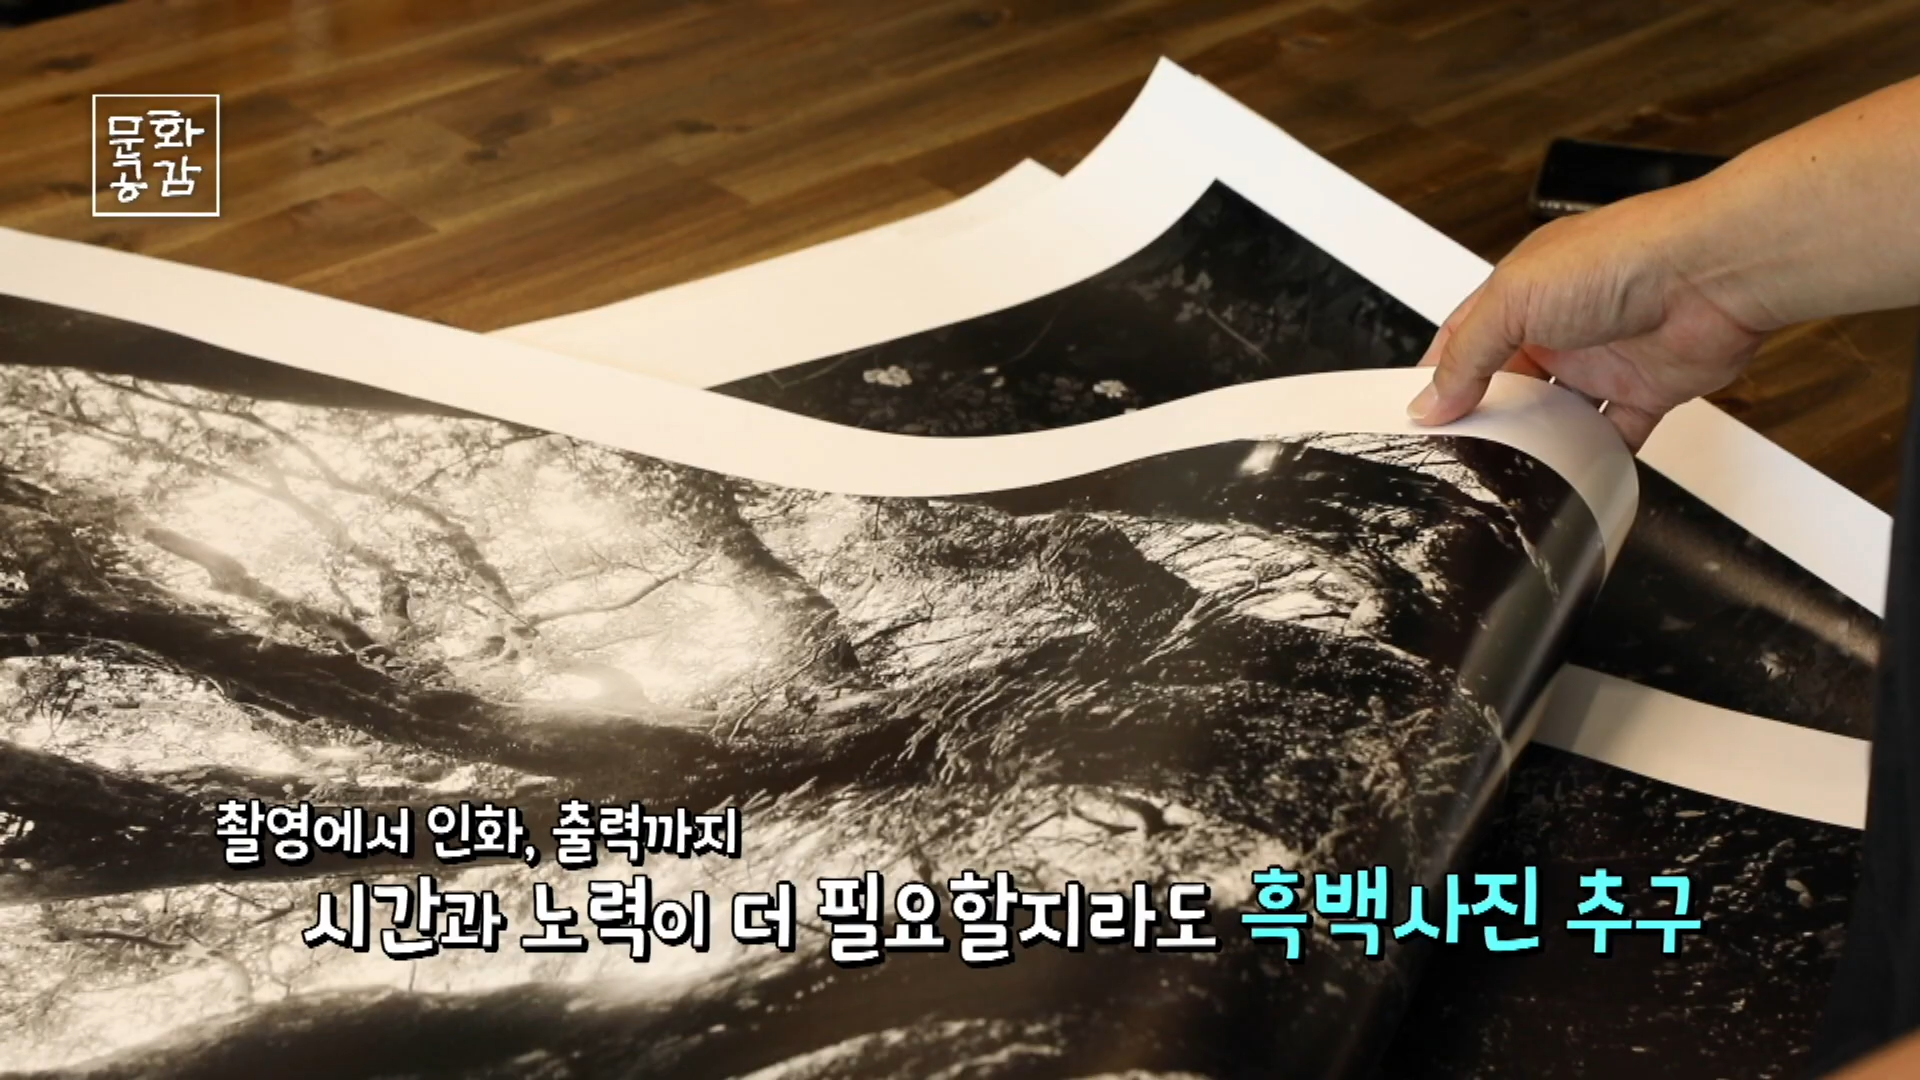 문화
공감
촬영에서 인화, 출력까지
시간과 노력이 더 필요할지라도 흑백사진 추구